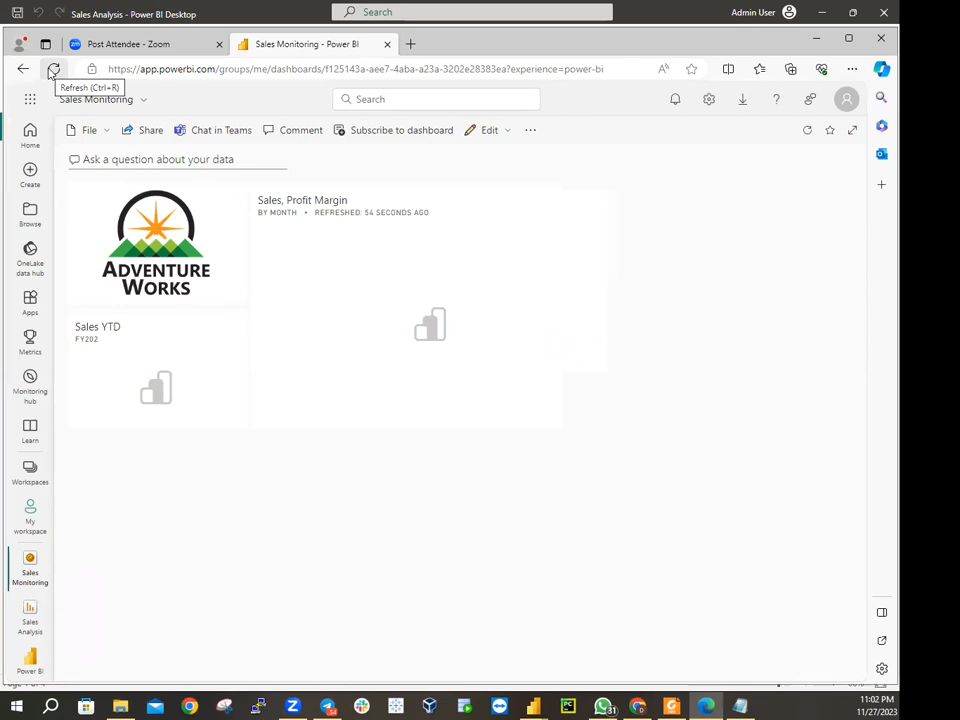 Sales Analysis - Power BI Desktop
Search
Admin User
Post Attendee - Zoom
Sales Monitoring - Power BI
https://app.powerbi.com/groups/me/dashboards/f125143a-aee7-4aba-a23a-3202e28383ea?experience=power-bi
Refresh (Ctrl+R)
Sales Monitoring
Search
File
Share
Chat in Teams
Comment
Subscribe to dashboard
Edit
Ask a question about your data
Home
Create
Browse
OneLake
data hub
Apps
Metrics
Monitoring
hub
Learn
Workspaces
My
workspace
Sales
Monitoring
Sales
Analysis
Power BI
ADVENTURE
WORKS
Sales, Profit Margin
BY MONTH • REFRESHED: 54 SECONDS AGO
Sales YTD
FY202
31
11:02 PM
11/27/2023